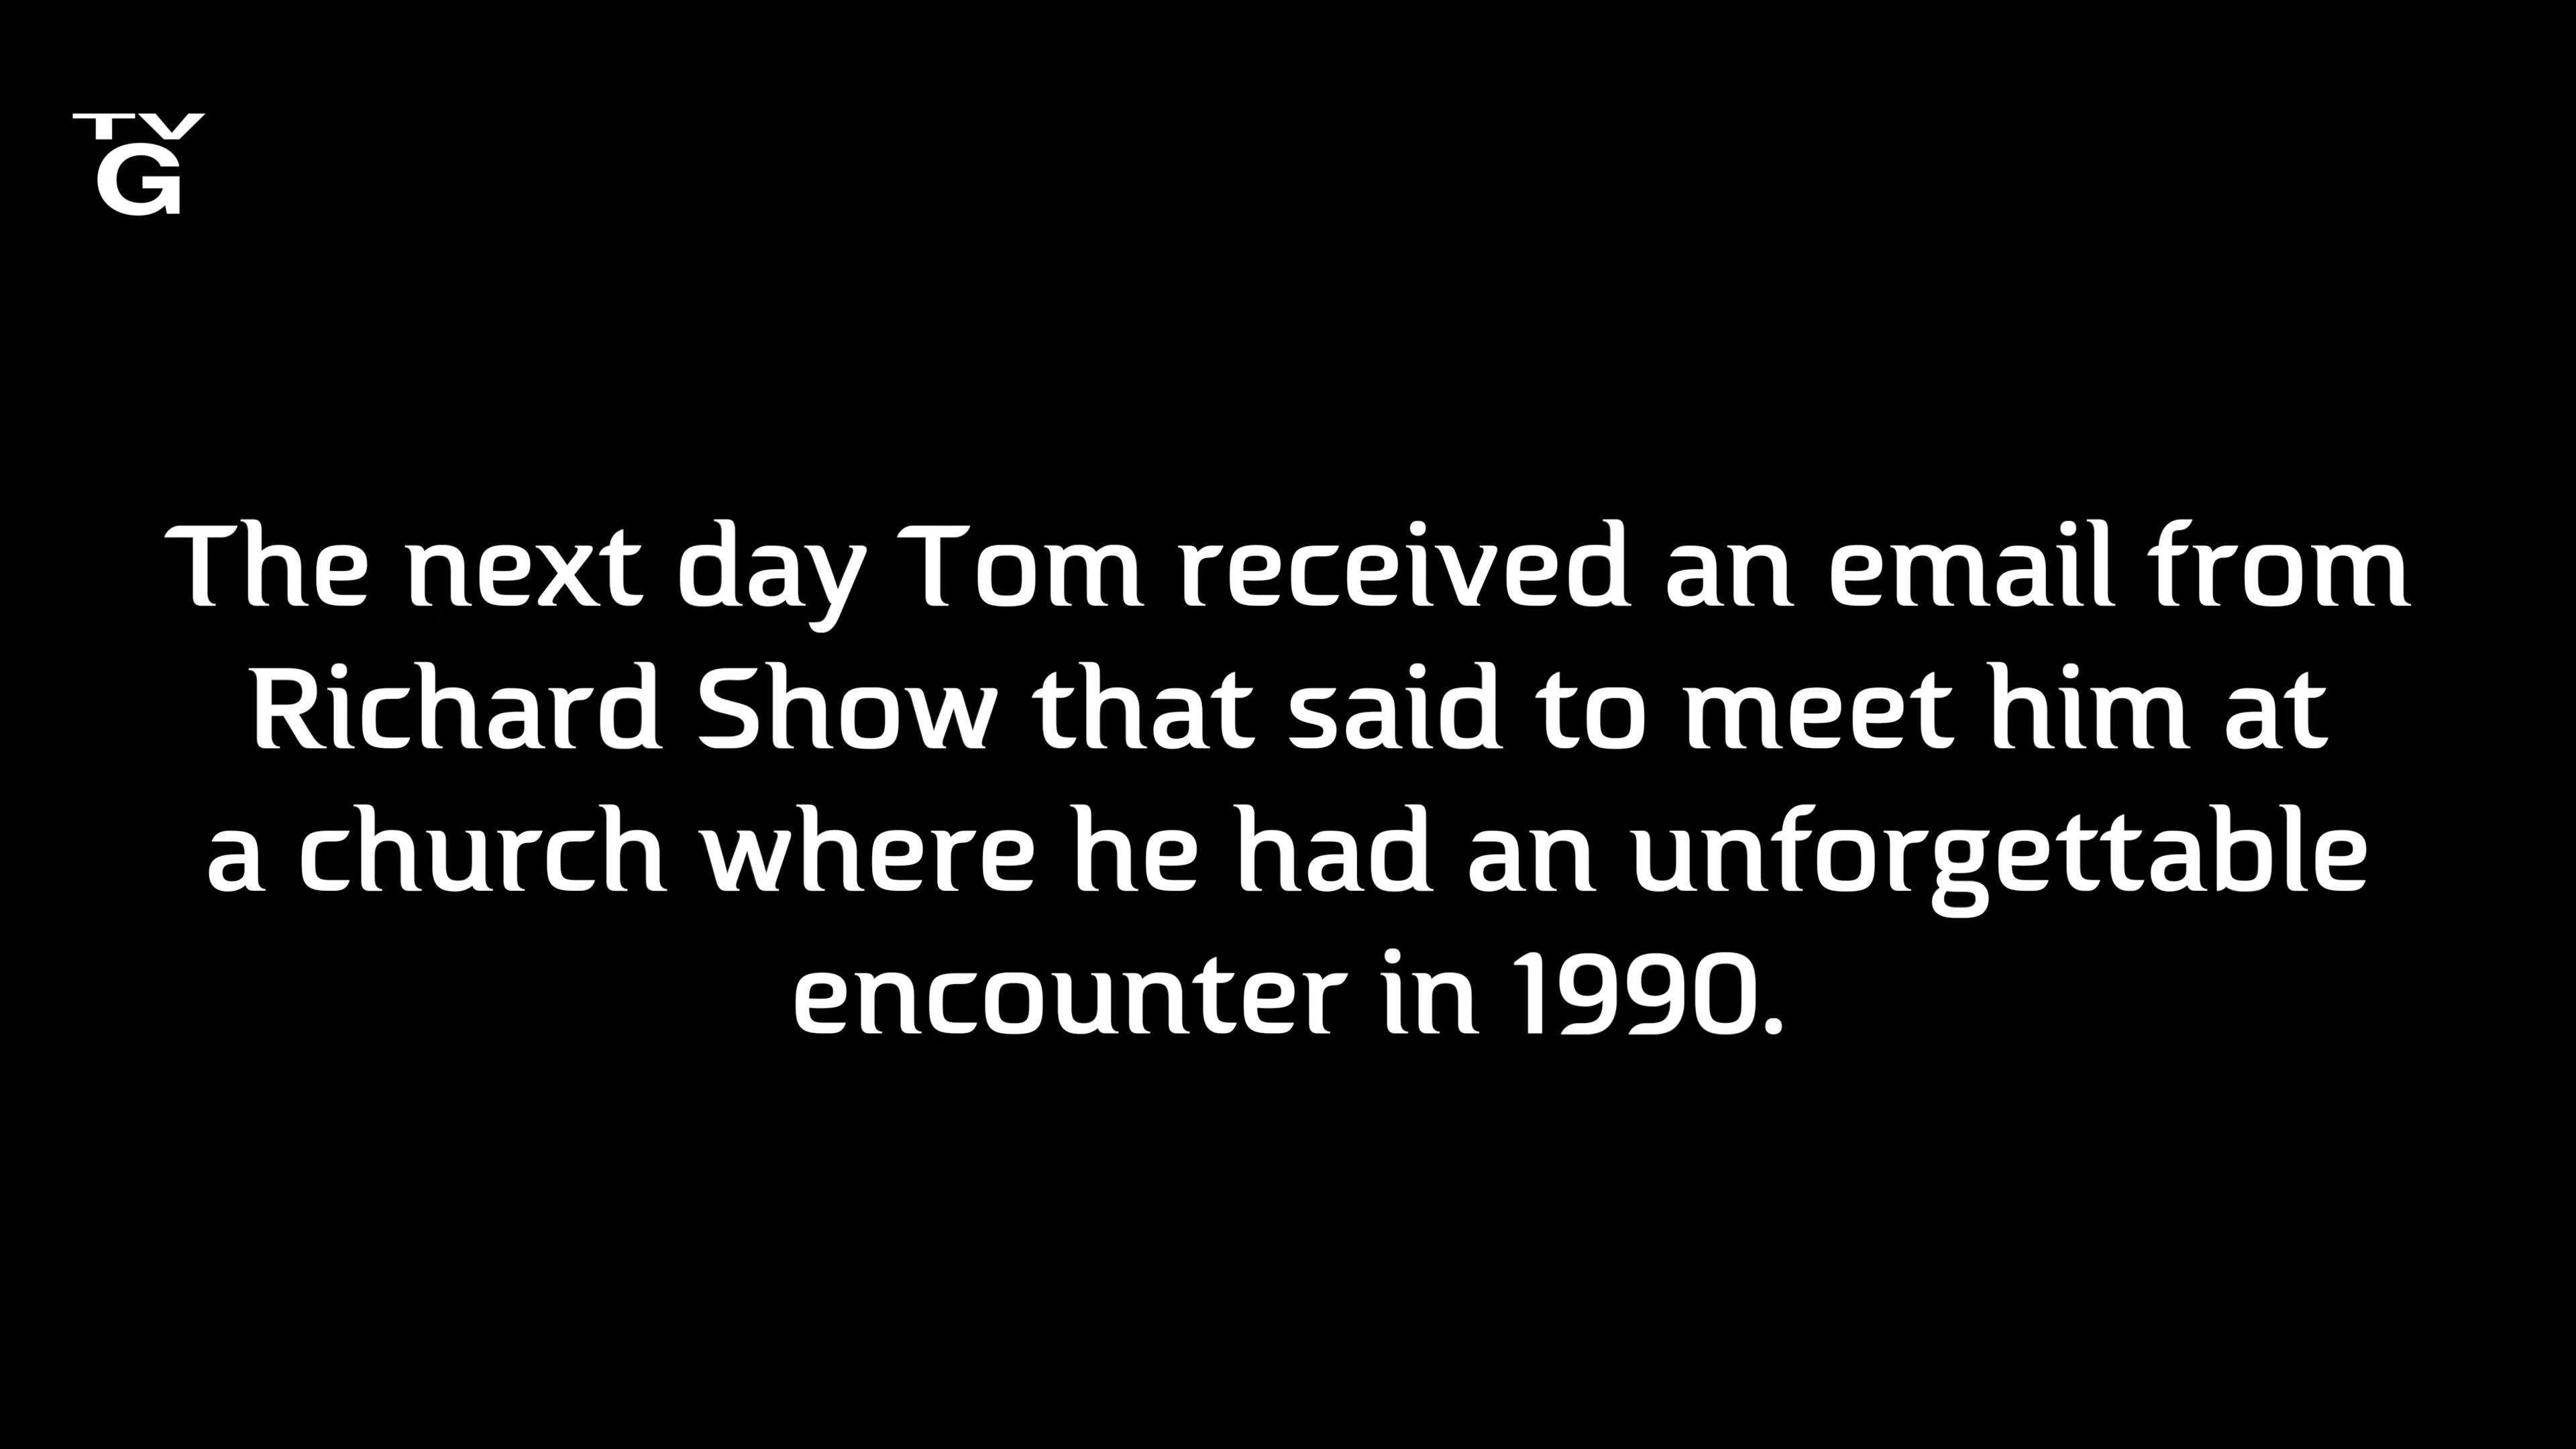 TV
G
The next day Tom received an email from
Richard Show that said to meet him at
a church where he had an unforgettable
encounter in 1990.